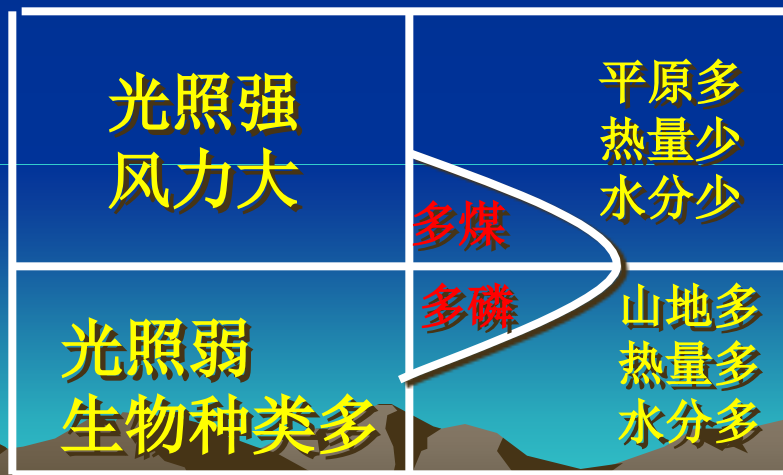 光照强
风力大
平原多
热量少
水分少
多煤
多磷
光照弱
生物种类多
山地多
热量多
水分多